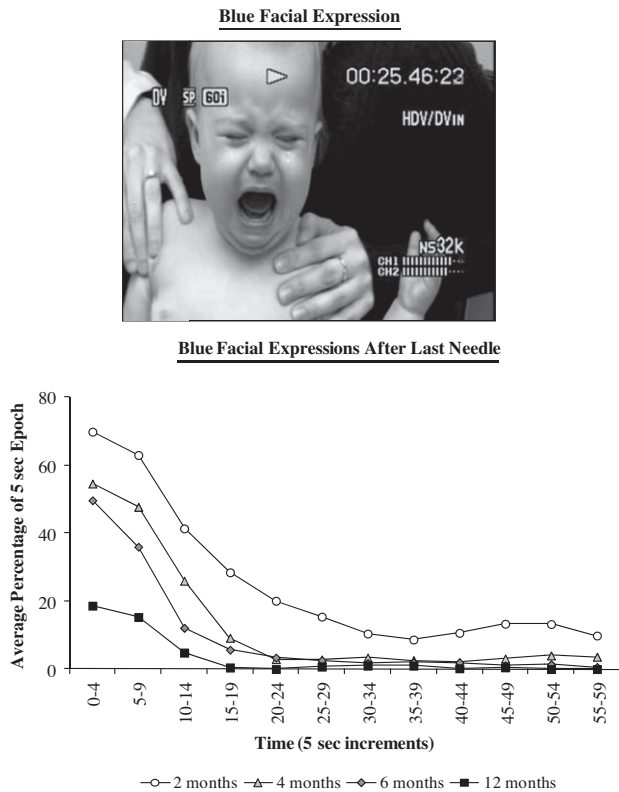 Blue Facial Expression
00:25.46:23
DV SP 60i
HDV/DVIN
NS32k
CH1
CH2
Blue Facial Expressions After Last Needle
80
60
40
20
0
Average Percentage of 5 sec Epoch
0-4
5-9
10-14
15-19
20-24
25-29
30-34
35-39
40-44
45-49
50-54
55-59
Time (5 sec increments)
2 months 4 months 6 months 12 months